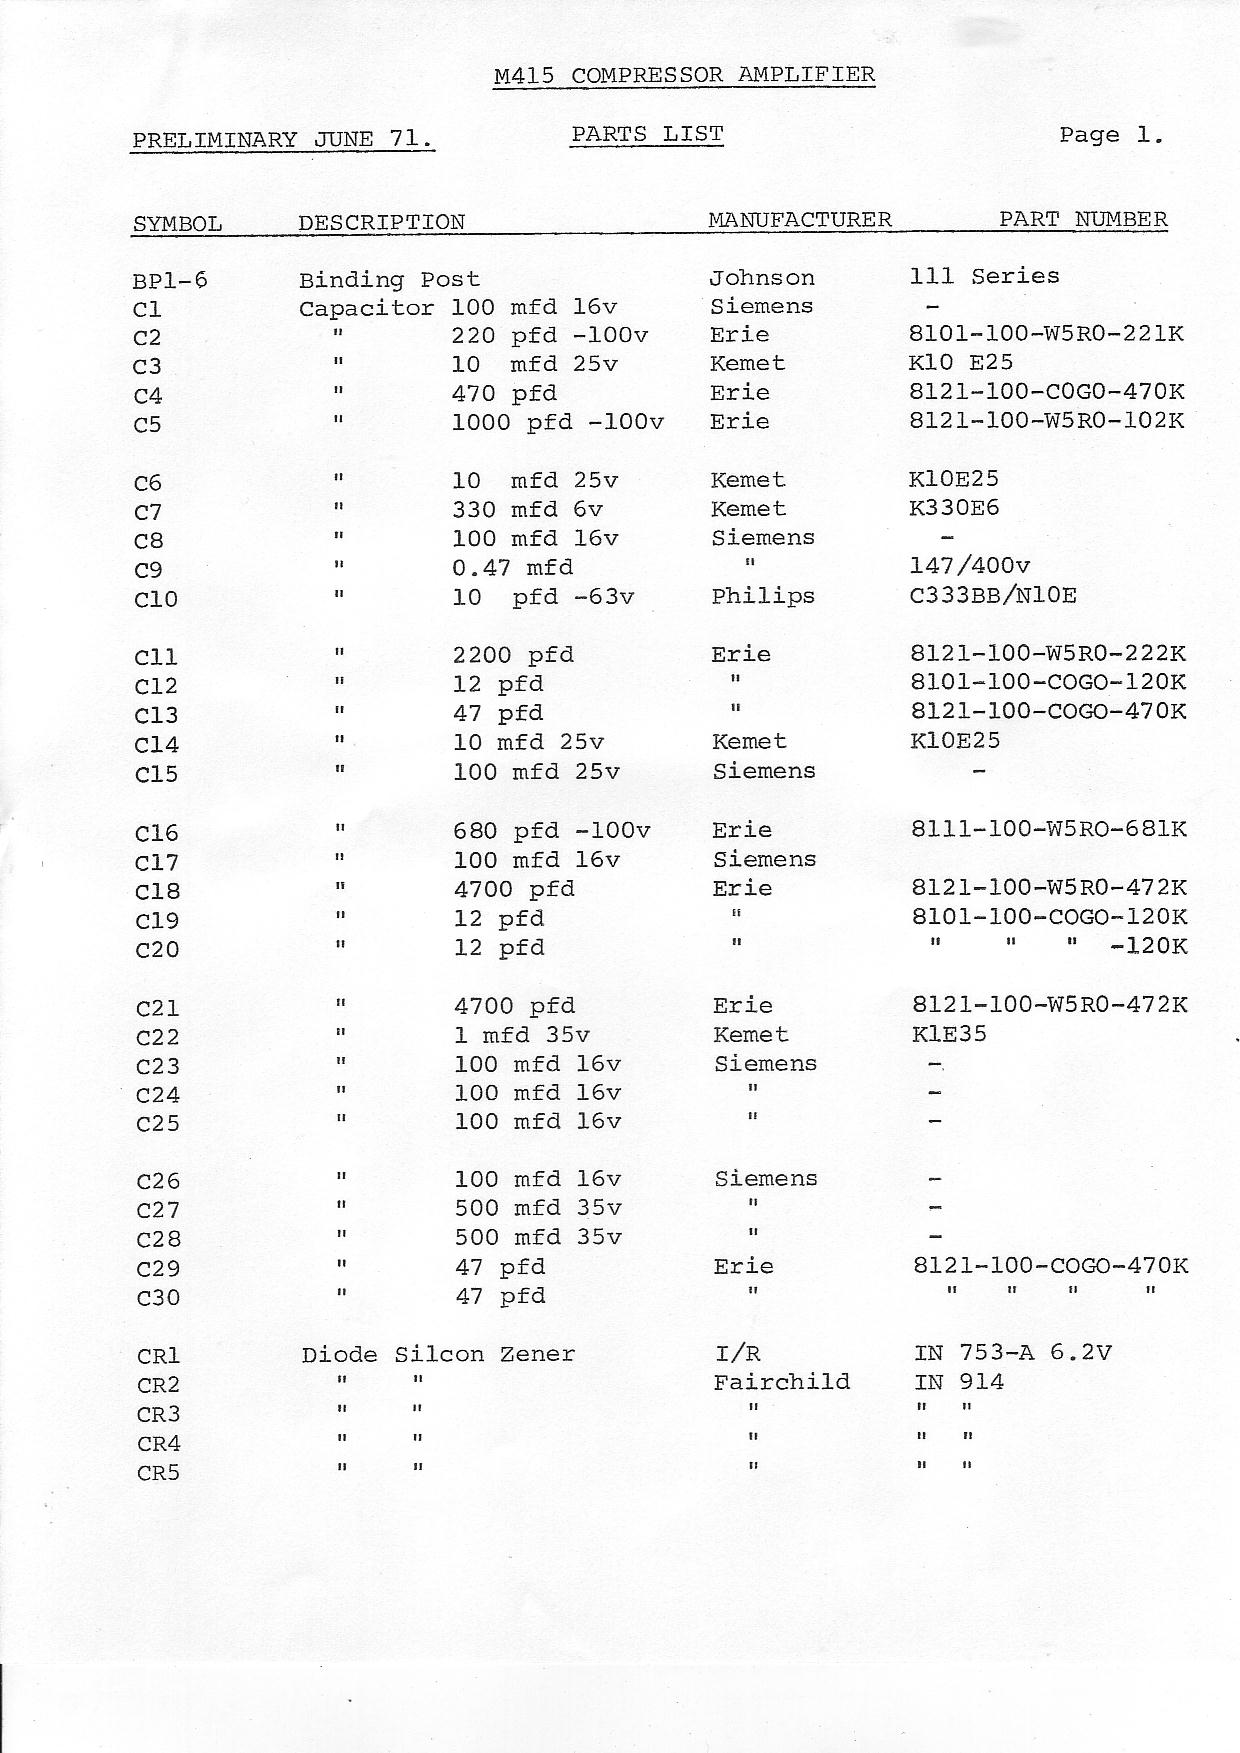 M415 COMPRESSOR AMPLIFIER
PRELIMINARY JUNE 71. PARTS LIST Page 1.
SYMBOL DESCRIPTION MANUFACTURER PART NUMBER
BP1-6 Binding Post Johnson 111 Series
C1 Capacitor 100 mfd 16v Siemens -
C2 " 220 pfd -100v Erie 8101-100-W5RO-221K
C3 " 10 mfd 25v Kemet K10 E25
C4 " 470 pfd Erie 8121-100-COGO-470K
C5 " 1000 pfd -100v Erie 8121-100-W5RO-102K
C6 " 10 mfd 25v Kemet K10E25
C7 " 330 mfd 6v Kemet K330E6
C8 " 100 mfd 16v Siemens -
C9 " 0.47 mfd " 147/400v
C10 " 10 pfd -63v Philips C333BB/N10E
C11 " 2200 pfd Erie 8121-100-W5RO-222K
C12 " 12 pfd " 8101-100-COGO-120K
C13 " 47 pfd " 8121-100-COGO-470K
C14 " 10 mfd 25v Kemet K10E25
C15 " 100 mfd 25v Siemens -
C16 " 680 pfd -100v Erie 8111-100-W5RO-681K
C17 " 100 mfd 16v Siemens
C18 " 4700 pfd Erie 8121-100-W5RO-472K
C19 " 12 pfd " 8101-100-COGO-120K
C20 " 12 pfd " " " " -120K
C21 " 4700 pfd Erie 8121-100-W5RO-472K
C22 " 1 mfd 35v Kemet K1E35
C23 " 100 mfd 16v Siemens -
C24 " 100 mfd 16v " -
C25 " 100 mfd 16v " -
C26 " 100 mfd 16v Siemens -
C27 " 500 mfd 35v " -
C28 " 500 mfd 35v " -
C29 " 47 pfd Erie 8121-100-COGO-470K
C30 " 47 pfd " " " " "
CR1 Diode Silcon Zener I/R IN 753-A 6.2V
CR2 " " Fairchild IN 914
CR3 " " " " "
CR4 " " " " "
CR5 " " " " "